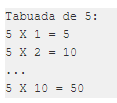 Tabuada de 5:
5 X 1 = 5
5 X 2 = 10
...
5 X 10 = 50